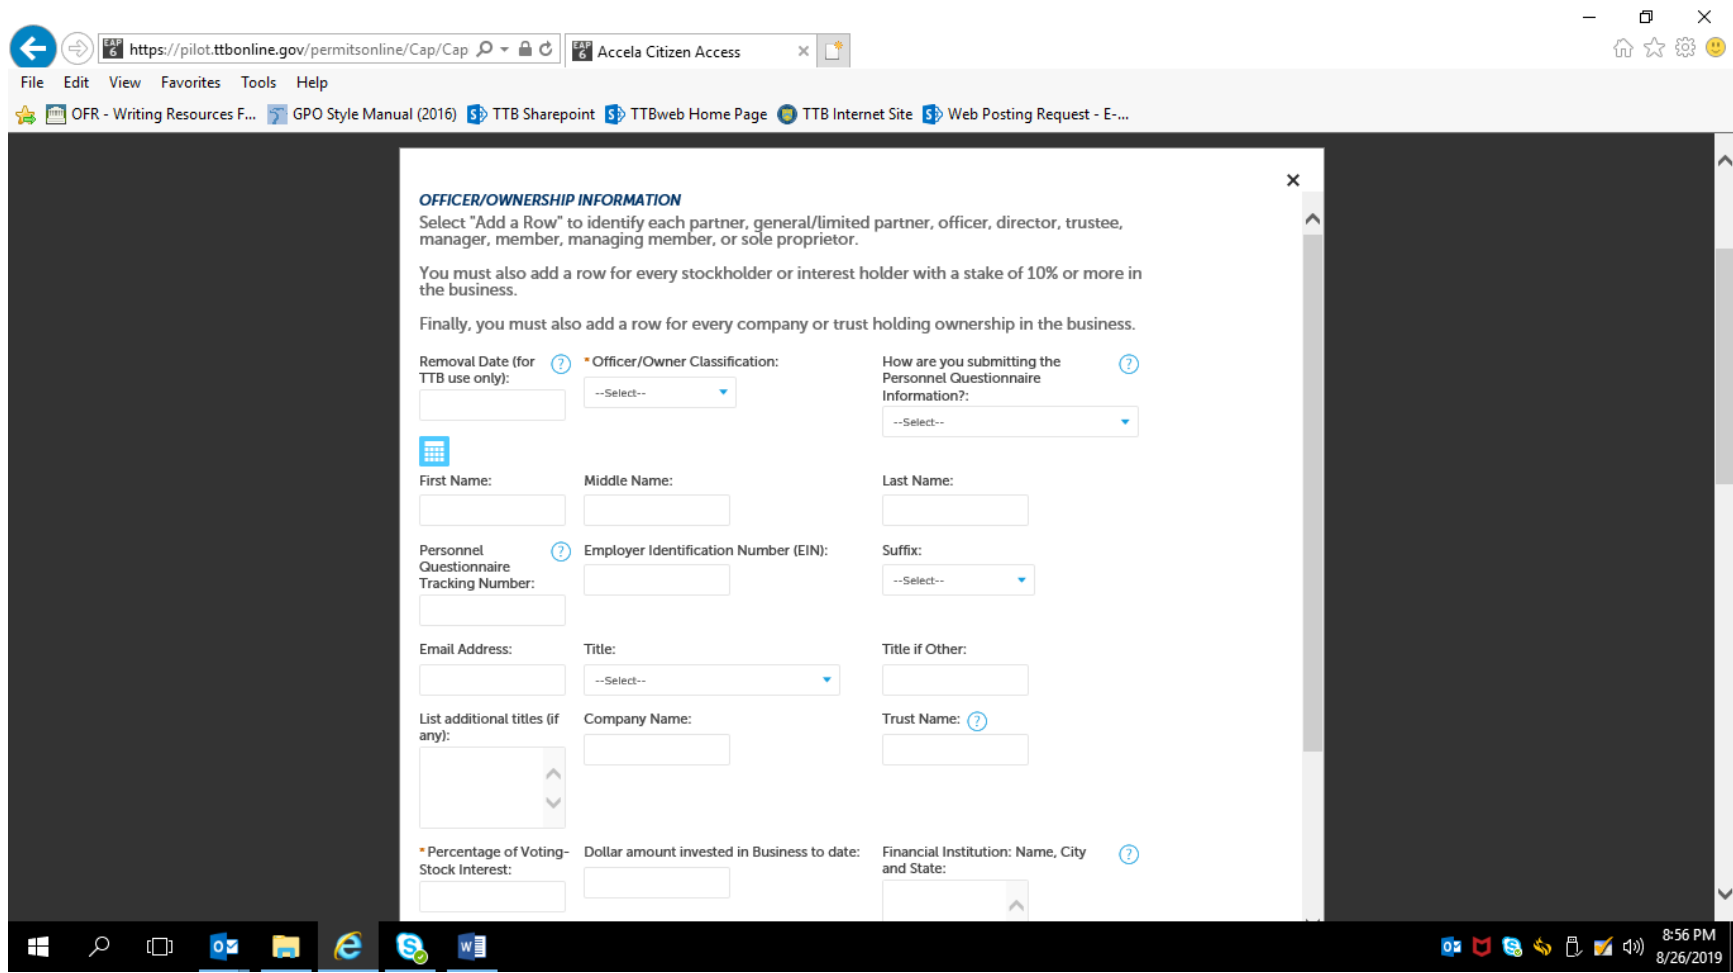 https://pilot.ttbonline.gov/permitsonline/Cap/Cap
Accela Citizen Access
File Edit View Favorites Tools Help
OFR - Writing Resources F... GPO Style Manual (2016) TTB Sharepoint TTBweb Home Page TTB Internet Site Web Posting Request - E-...
OFFICER/OWNERSHIP INFORMATION
Select "Add a Row" to identify each partner, general/limited partner, officer, director, trustee,
manager, member, managing member, or sole proprietor.
You must also add a row for every stockholder or interest holder with a stake of 10% or more in
the business.
Finally, you must also add a row for every company or trust holding ownership in the business.
Removal Date (for
TTB use only):
* Officer/Owner Classification:
--Select--
How are you submitting the
Personnel Questionnaire
Information?:
--Select--
First Name:
Middle Name:
Last Name:
Personnel
Questionnaire
Tracking Number:
Employer Identification Number (EIN):
Suffix:
--Select--
Email Address:
Title:
--Select--
Title if Other:
List additional titles (if
any):
Company Name:
Trust Name:
* Percentage of Voting-
Stock Interest:
Dollar amount invested in Business to date:
Financial Institution: Name, City
and State:
8:56 PM
8/26/2019